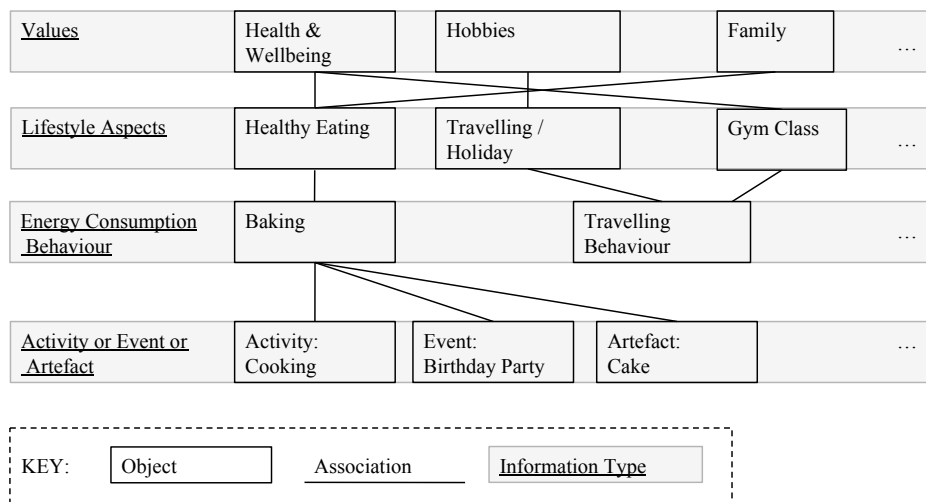 Values
Health &
Wellbeing
Hobbies
Family
…
Lifestyle Aspects
Healthy Eating
Travelling /
Holiday
Gym Class
…
Energy Consumption
Behaviour
Baking
Travelling
Behaviour
…
Activity or Event or
Artefact
Activity:
Cooking
Event:
Birthday Party
Artefact:
Cake
…
KEY:
Object
Association
Information Type